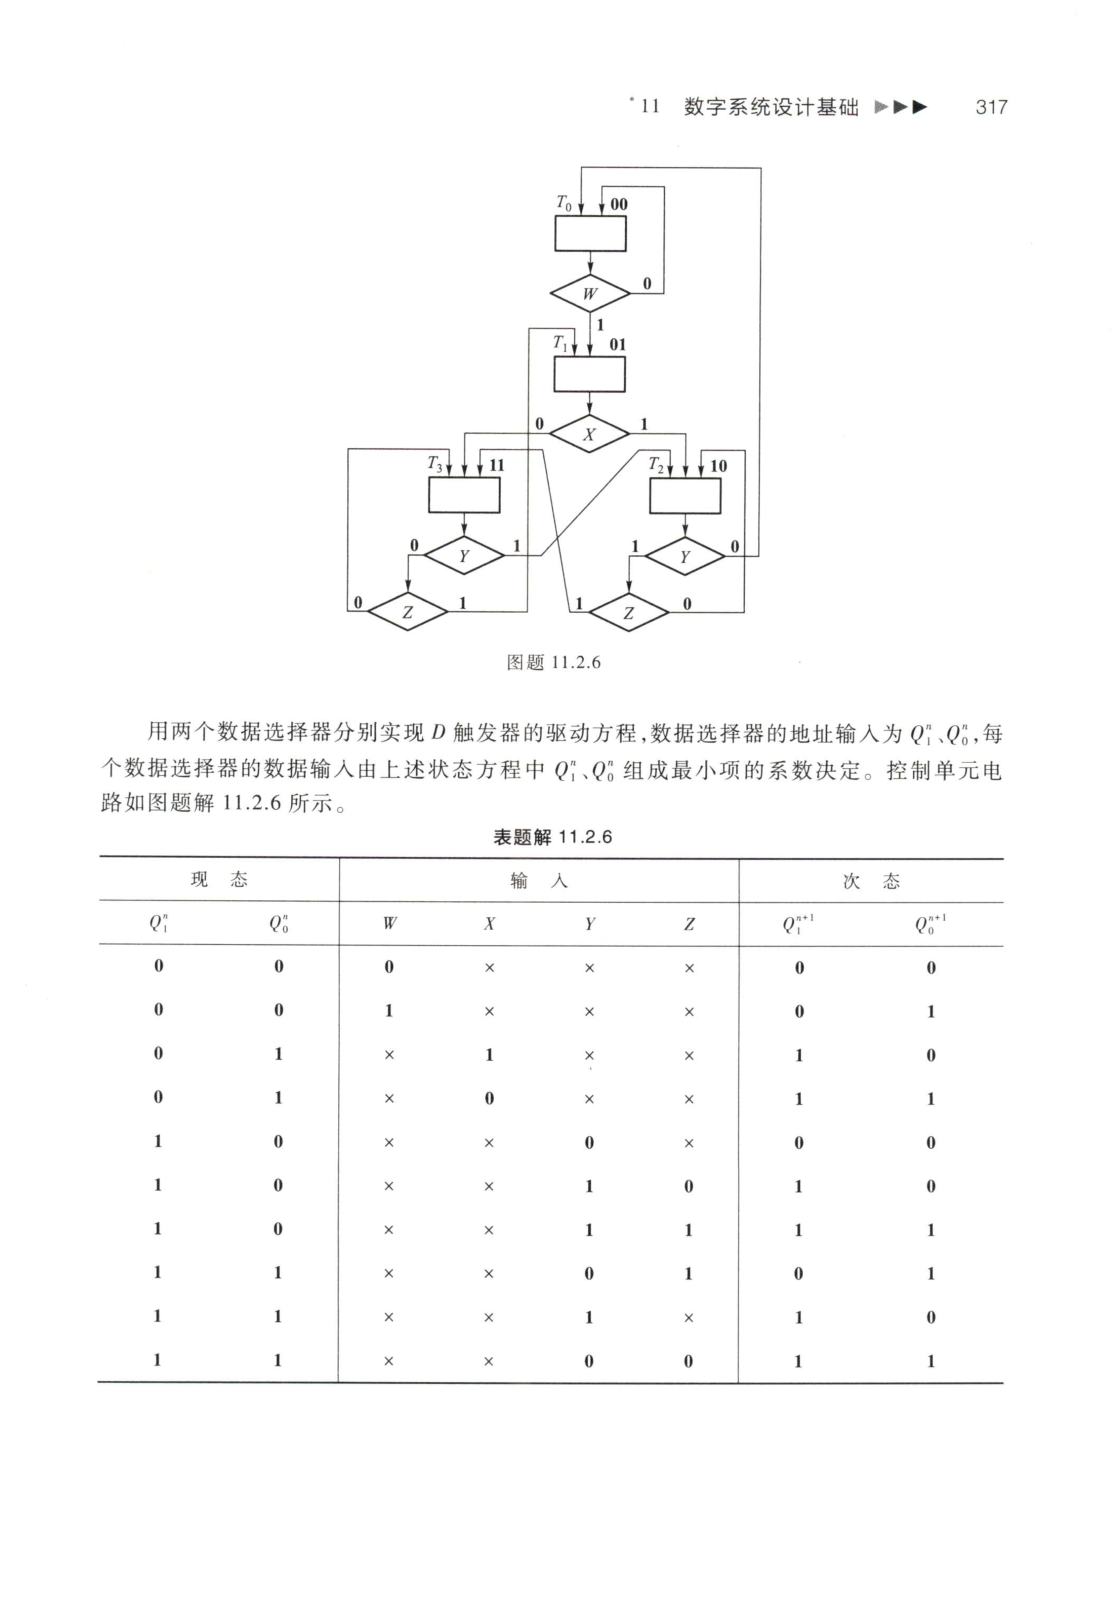 *11 数字系统设计基础 ▶▶▶ 317
T₀ 00
W 0
1
T₁ 01
0 X 1
T₃ 11 T₂ 10
0 Y 1 1 Y 0
0 Z 1 1 Z 0
图题 11.2.6
用两个数据选择器分别实现 D 触发器的驱动方程,数据选择器的地址输入为 Q₁ⁿ、Q₀ⁿ,每
个数据选择器的数据输入由上述状态方程中 Q₁ⁿ、Q₀ⁿ 组成最小项的系数决定。控制单元电
路如图题解 11.2.6 所示。
表题解 11.2.6
现 态 输 入 次 态
Q₁ⁿ Q₀ⁿ W X Y Z Q₁ⁿ⁺¹ Q₀ⁿ⁺¹
0 0 0 × × × 0 0
0 0 1 × × × 0 1
0 1 × 1 × × 1 0
0 1 × 0 × × 1 1
1 0 × × 0 × 0 0
1 0 × × 1 0 1 0
1 0 × × 1 1 1 1
1 1 × × 0 1 0 1
1 1 × × 1 × 1 0
1 1 × × 0 0 1 1